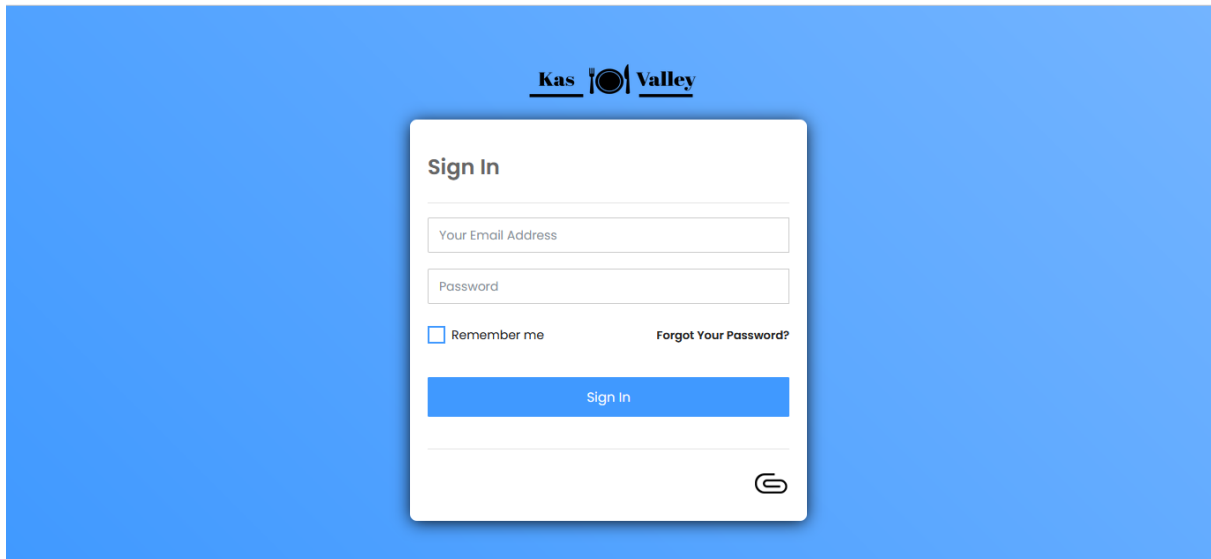 Kas Valley
Sign In
Your Email Address
Password
Remember me Forgot Your Password?
Sign In